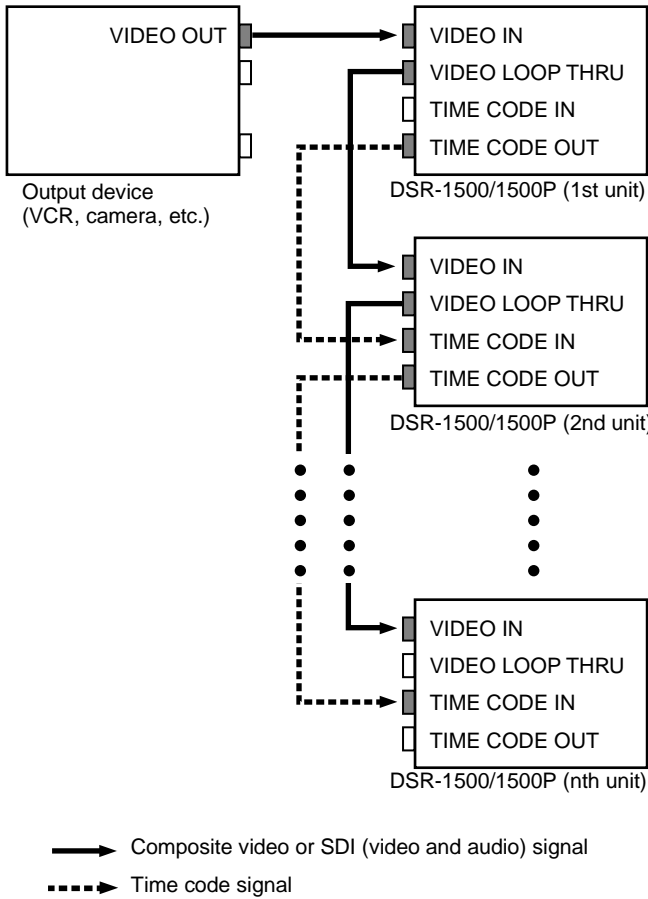 VIDEO OUT
Output device
(VCR, camera, etc.)
VIDEO IN
VIDEO LOOP THRU
TIME CODE IN
TIME CODE OUT
DSR-1500/1500P (1st unit)
VIDEO IN
VIDEO LOOP THRU
TIME CODE IN
TIME CODE OUT
DSR-1500/1500P (2nd unit)
VIDEO IN
VIDEO LOOP THRU
TIME CODE IN
TIME CODE OUT
DSR-1500/1500P (nth unit)
Composite video or SDI (video and audio) signal
Time code signal